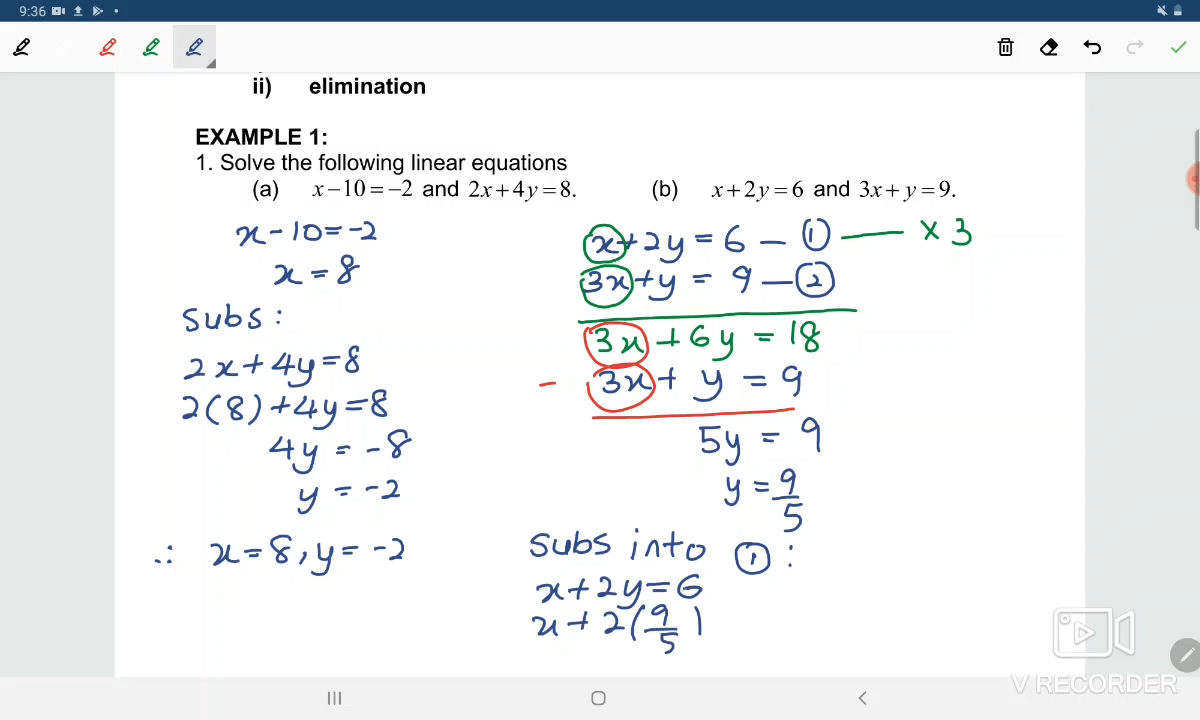 9:36
ii) elimination
EXAMPLE 1:
1. Solve the following linear equations
(a) x−10=−2 and 2x+4y=8.
x-10=-2
x = 8
subs :
2x+4y=8
2(8)+4y=8
4y = -8
y = -2
∴ x=8, y=-2
(b) x+2y=6 and 3x+y=9.
x+2y = 6 — ① —— × 3
3x+y = 9 — ②
3x + 6y = 18
- 3x + y = 9
5y = 9
y = 9/5
subs into ① :
x+2y=6
x + 2(9/5)
V RECORDER